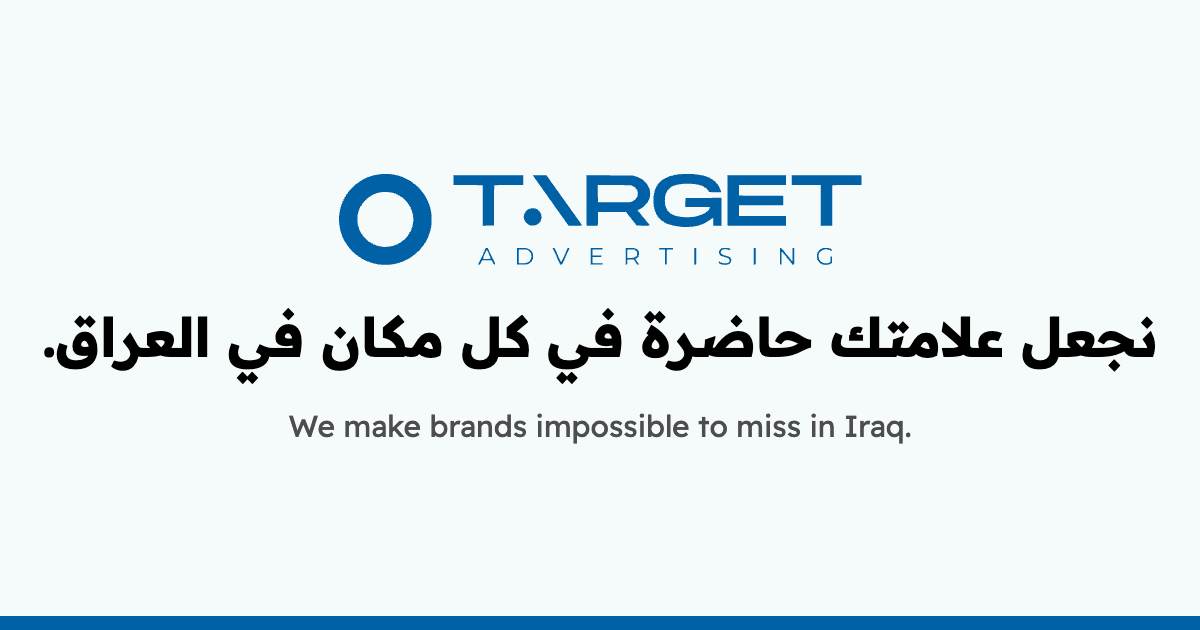 TARGET
ADVERTISING
نجعل علامتك حاضرة في كل مكان في العراق.
We make brands impossible to miss in Iraq.